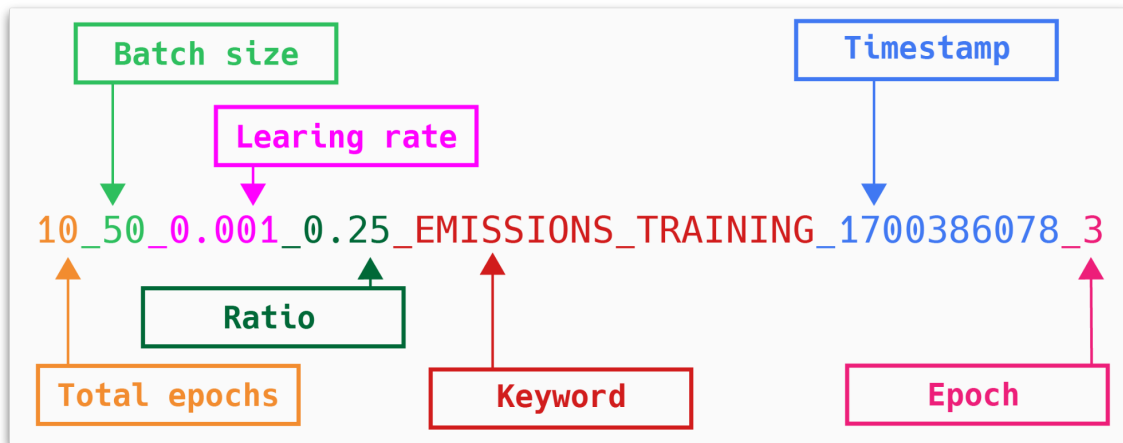 Batch size
Timestamp
Learing rate
10_50_0.001_0.25_EMISSIONS_TRAINING_1700386078_3
Ratio
Total epochs
Keyword
Epoch